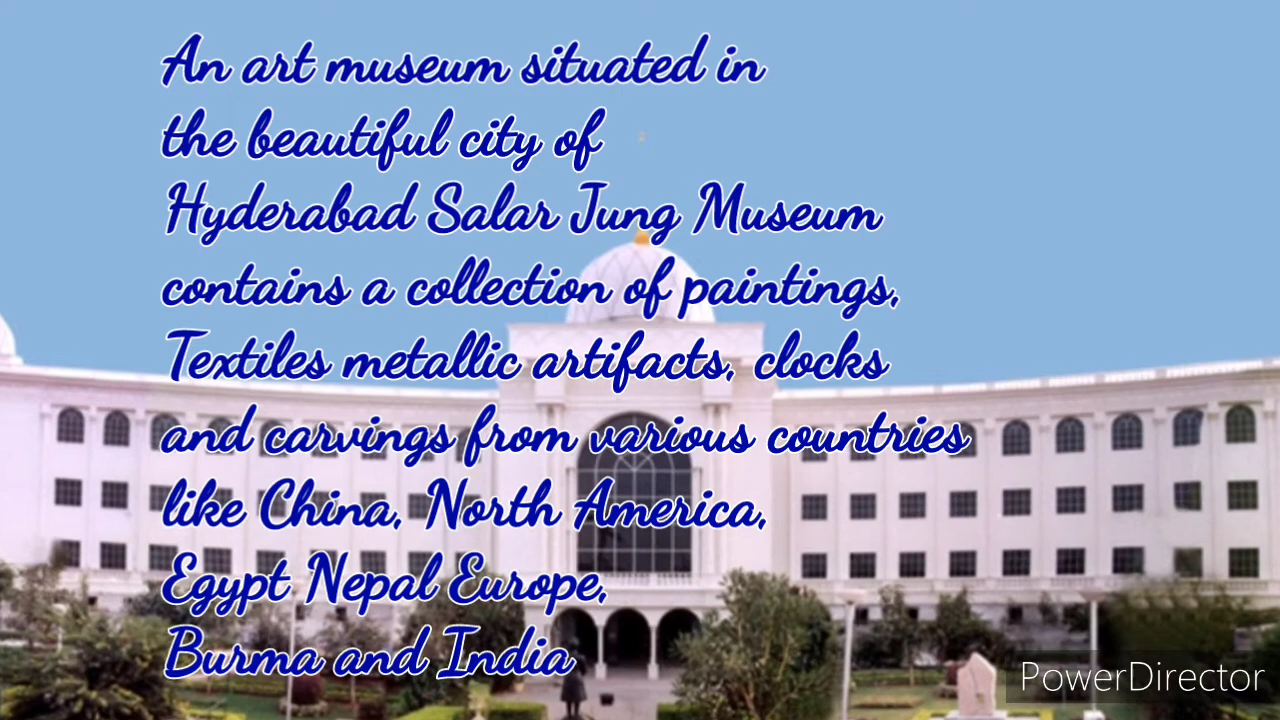 An art museum situated in
the beautiful city of
Hyderabad Salar Jung Museum
contains a collection of paintings,
Textiles metallic artifacts, clocks
and carvings from various countries
like China, North America,
Egypt Nepal Europe,
Burma and India
PowerDirector